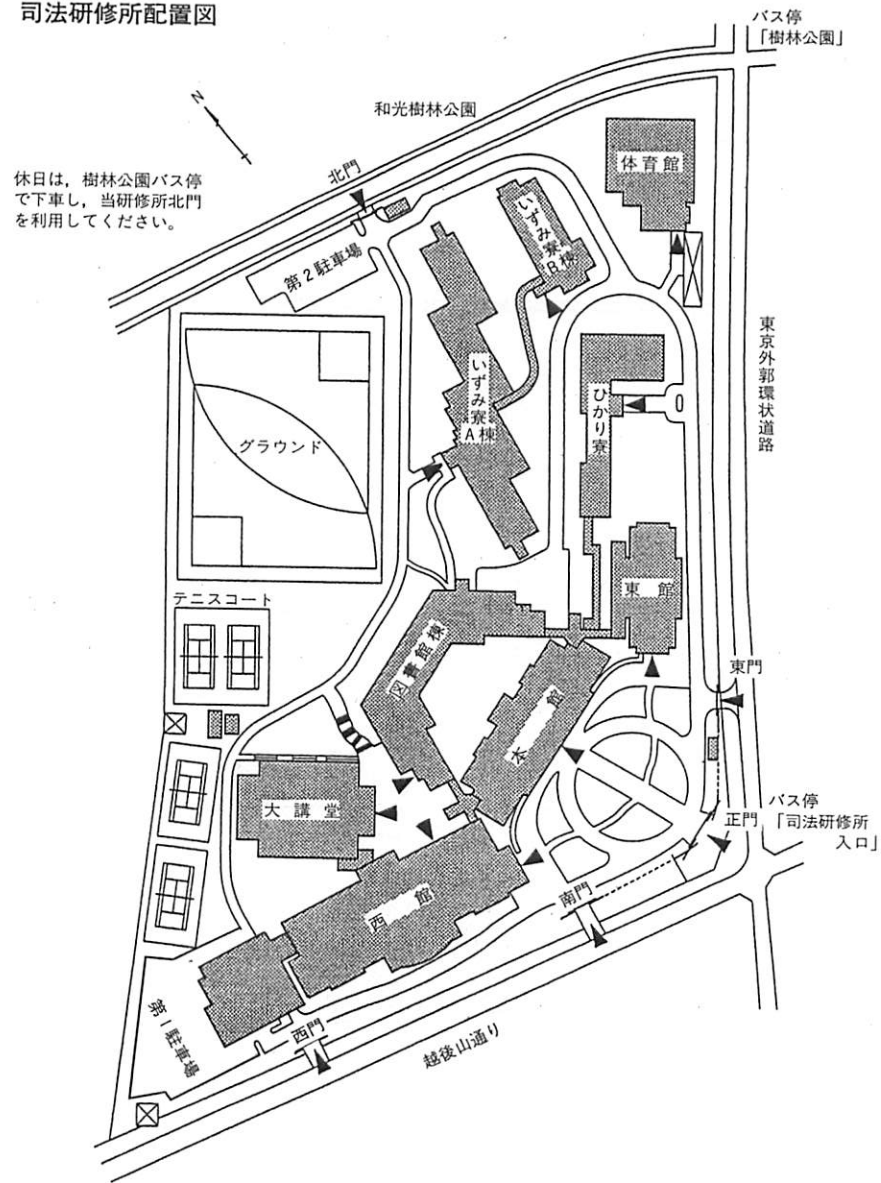 司法研修所配置図
バス停
「樹林公園」
N
和光樹林公園
休日は，樹林公園バス停
で下車し，当研修所北門
を利用してください。
北門
体育館
いずみ寮B棟
第2駐車場
東京外郭環状道路
いずみ寮A棟
ひかり寮
グラウンド
テニスコート
東館
図書館棟
東門
本館
大講堂
バス停
「司法研修所
入口」
正門
西館
南門
第1駐車場
西門
越後山通り